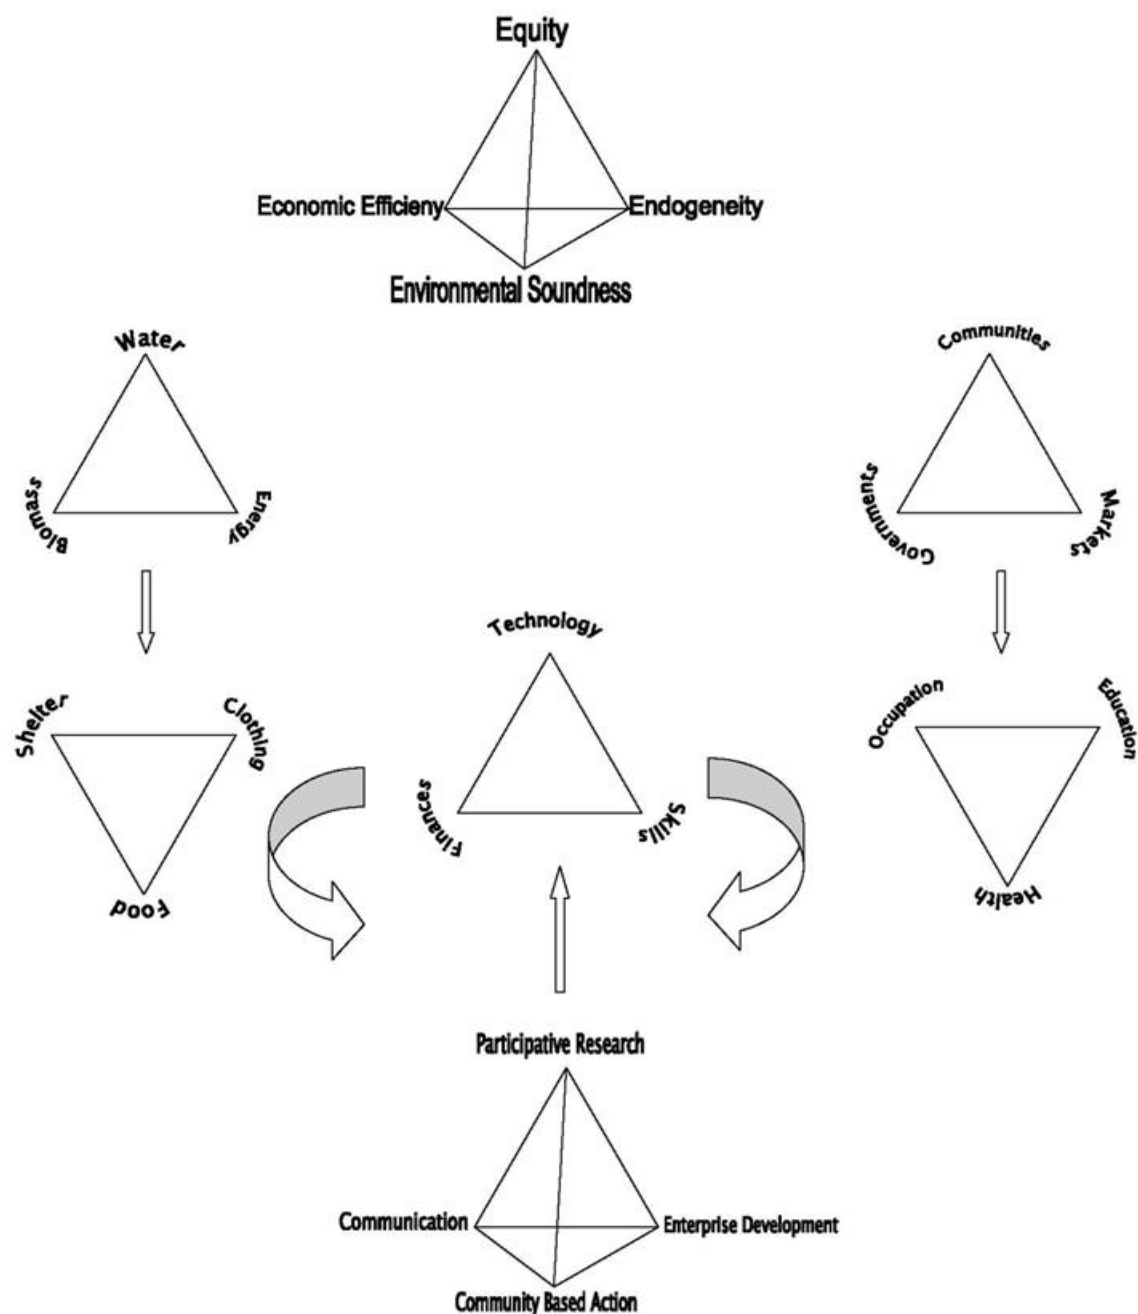 Equity
Economic Efficieny
Endogeneity
Environmental Soundness
Water
Biomass
Energy
Communities
Governments
Markets
Technology
Finances
Skills
Shelter
Clothing
Food
Occupation
Education
Health
Participative Research
Communication
Enterprise Development
Community Based Action